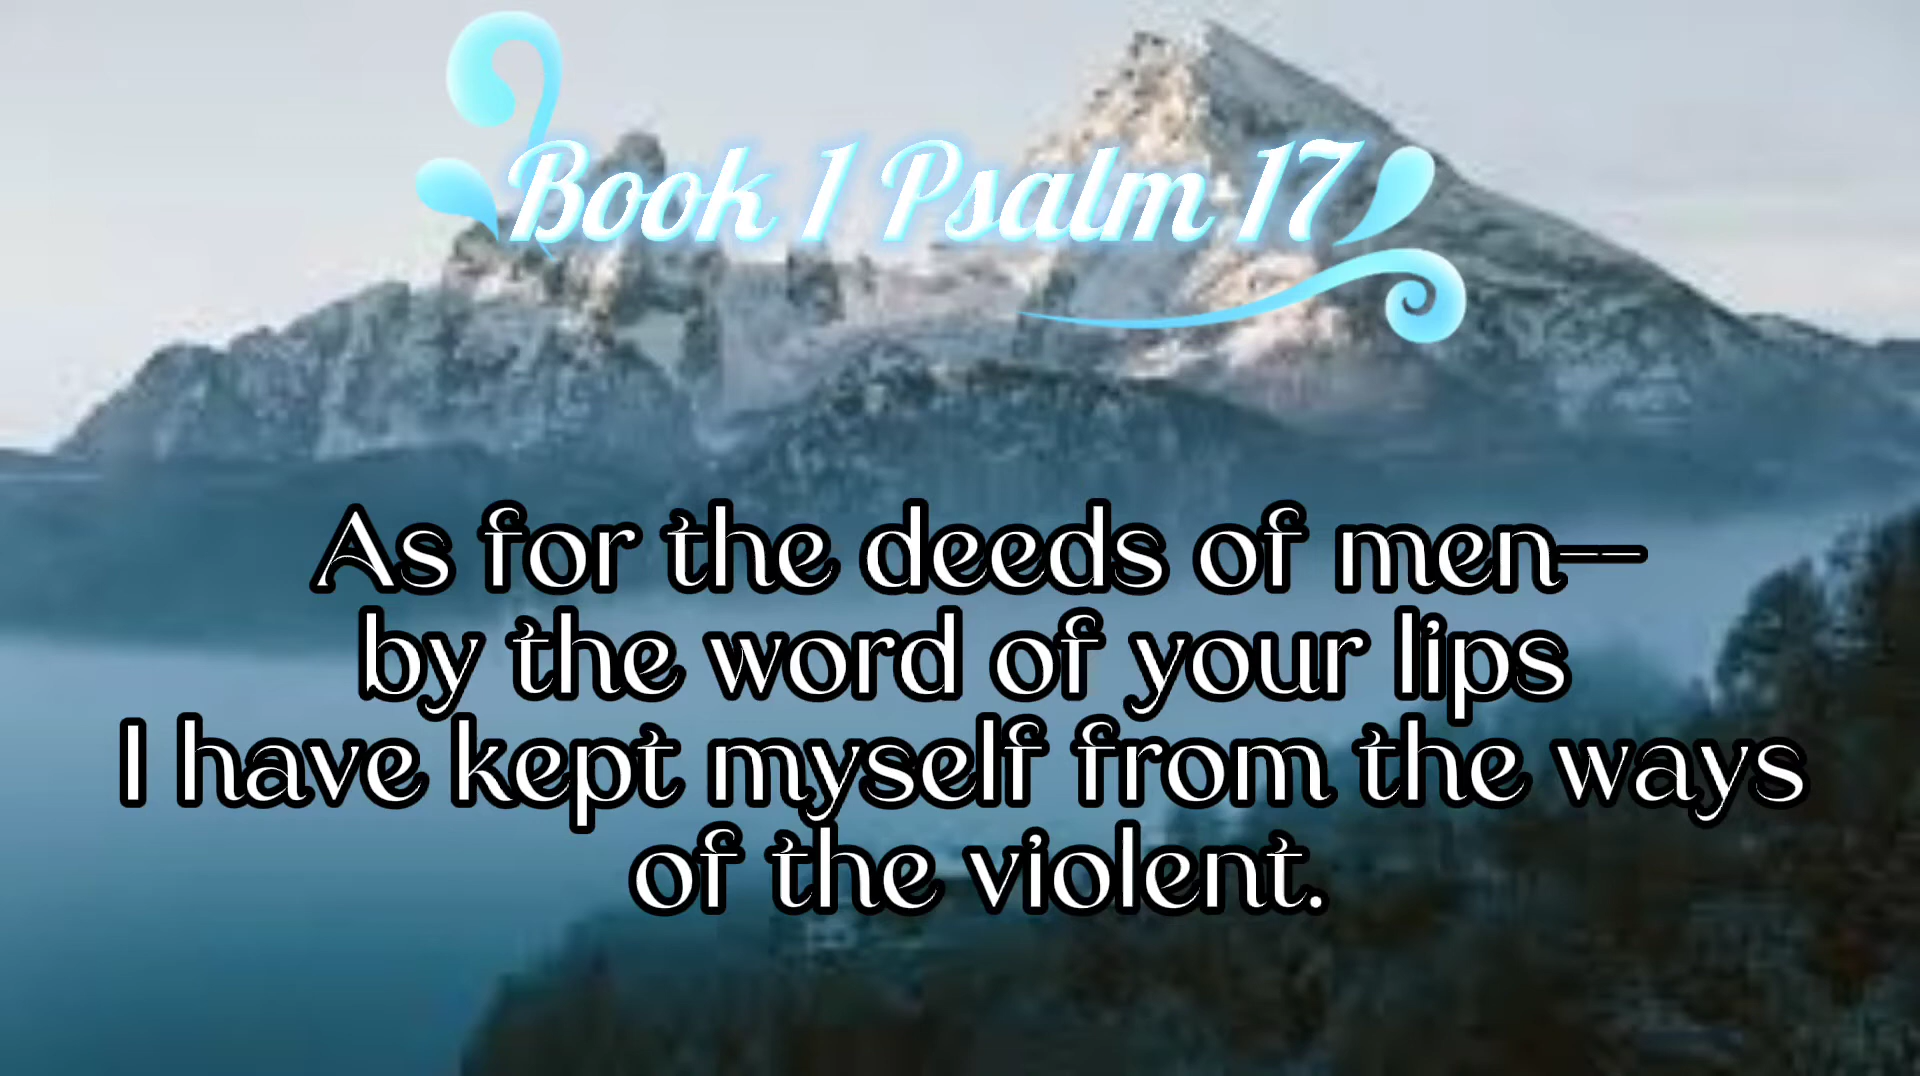 Book 1 Psalm 17
As for the deeds of men--
by the word of your lips
I have kept myself from the ways
of the violent.